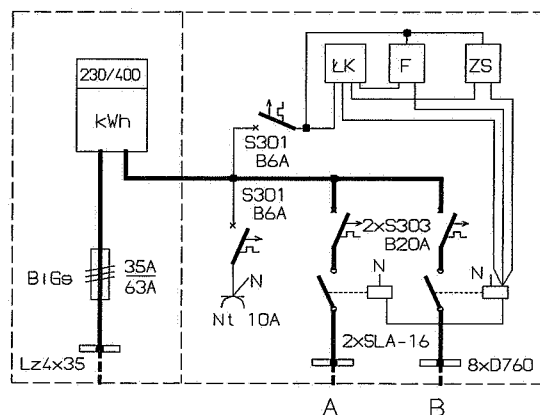 230/400
kWh
ŁK
F
ZS
S301
B6A
S301
B6A
2xS303
B20A
BiGs
35A
63A
N
N
N
Nt 10A
Lz4x35
2xSLA-16
8xD760
A
B